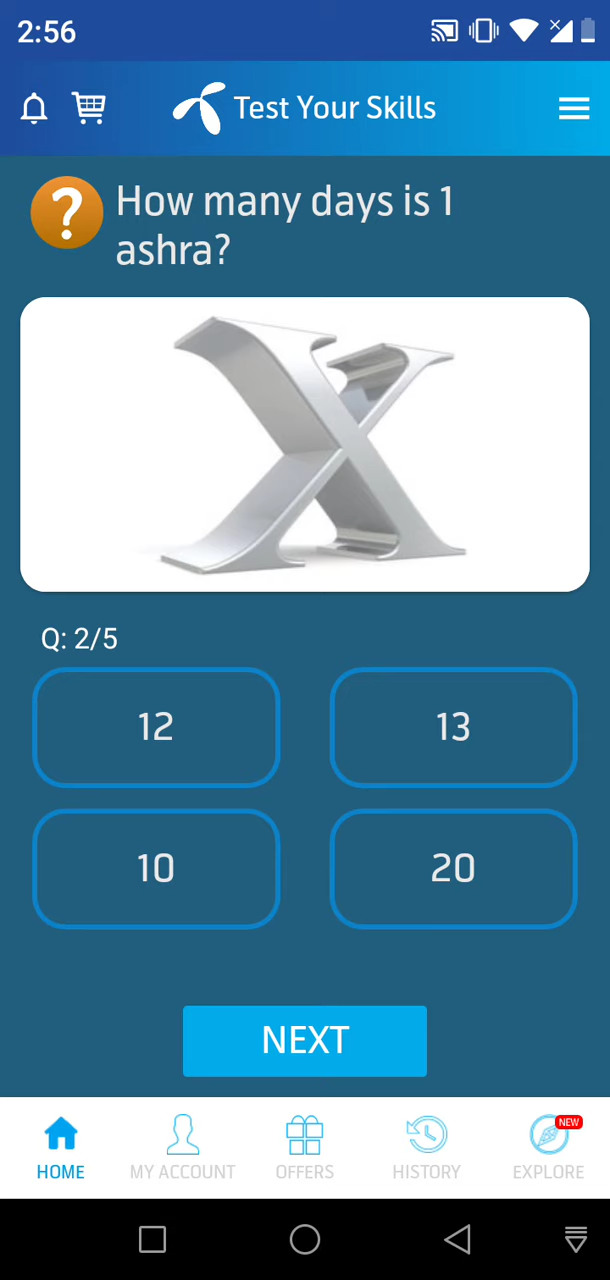 2:56
Test Your Skills
? How many days is 1
ashra?
X
Q: 2/5
12 13
10 20
NEXT
HOME MY ACCOUNT OFFERS HISTORY NEW EXPLORE